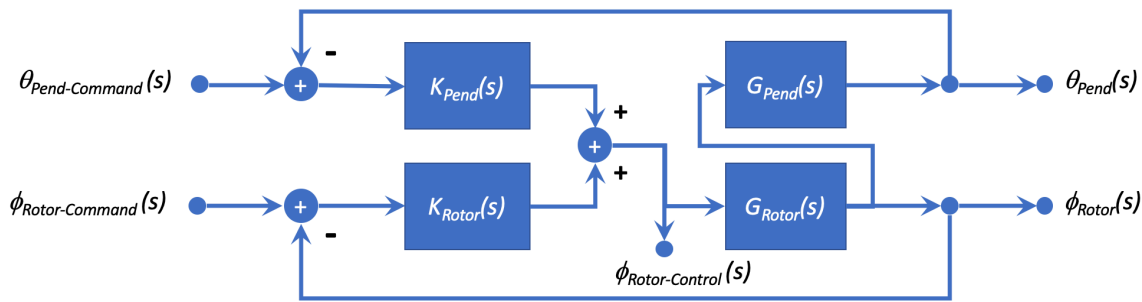 -
θPend-Command(s)
+
KPend(s)
GPend(s)
θPend(s)
+
+
+
ϕRotor-Command(s)
+
KRotor(s)
GRotor(s)
ϕRotor(s)
-
ϕRotor-Control(s)